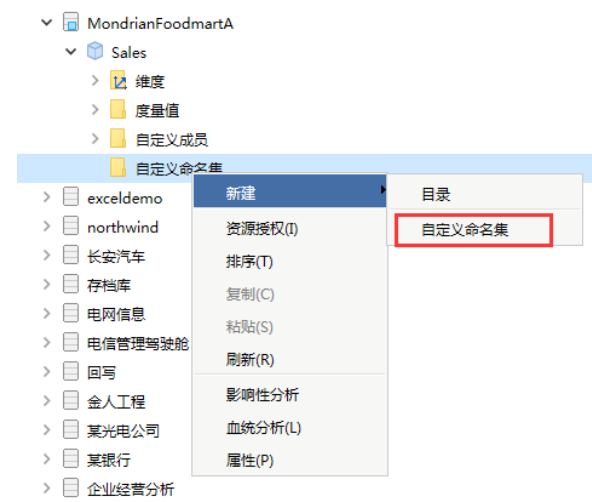 MondrianFoodmartA
Sales
维度
度量值
自定义成员
自定义命名集
exceldemo
northwind
长安汽车
存档库
电网信息
电信管理驾驶舱
回写
金人工程
某光电公司
某银行
企业经营分析
新建
资源授权(I)
排序(T)
复制(C)
粘贴(S)
刷新(R)
影响性分析
血统分析(L)
属性(P)
目录
自定义命名集